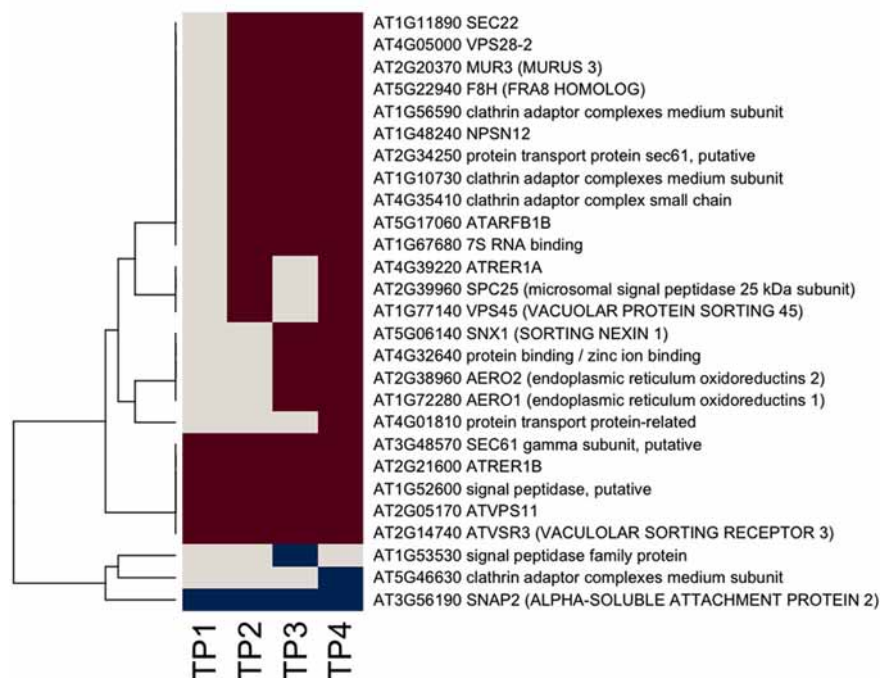 AT1G11890 SEC22
AT4G05000 VPS28-2
AT2G20370 MUR3 (MURUS 3)
AT5G22940 F8H (FRA8 HOMOLOG)
AT1G56590 clathrin adaptor complexes medium subunit
AT1G48240 NPSN12
AT2G34250 protein transport protein sec61, putative
AT1G10730 clathrin adaptor complexes medium subunit
AT4G35410 clathrin adaptor complex small chain
AT5G17060 ATARFB1B
AT1G67680 7S RNA binding
AT4G39220 ATRER1A
AT2G39960 SPC25 (microsomal signal peptidase 25 kDa subunit)
AT1G77140 VPS45 (VACUOLAR PROTEIN SORTING 45)
AT5G06140 SNX1 (SORTING NEXIN 1)
AT4G32640 protein binding / zinc ion binding
AT2G38960 AERO2 (endoplasmic reticulum oxidoreductins 2)
AT1G72280 AERO1 (endoplasmic reticulum oxidoreductins 1)
AT4G01810 protein transport protein-related
AT3G48570 SEC61 gamma subunit, putative
AT2G21600 ATRER1B
AT1G52600 signal peptidase, putative
AT2G05170 ATVPS11
AT2G14740 ATVSR3 (VACULOLAR SORTING RECEPTOR 3)
AT1G53530 signal peptidase family protein
AT5G46630 clathrin adaptor complexes medium subunit
AT3G56190 SNAP2 (ALPHA-SOLUBLE ATTACHMENT PROTEIN 2)
TP1
TP2
TP3
TP4